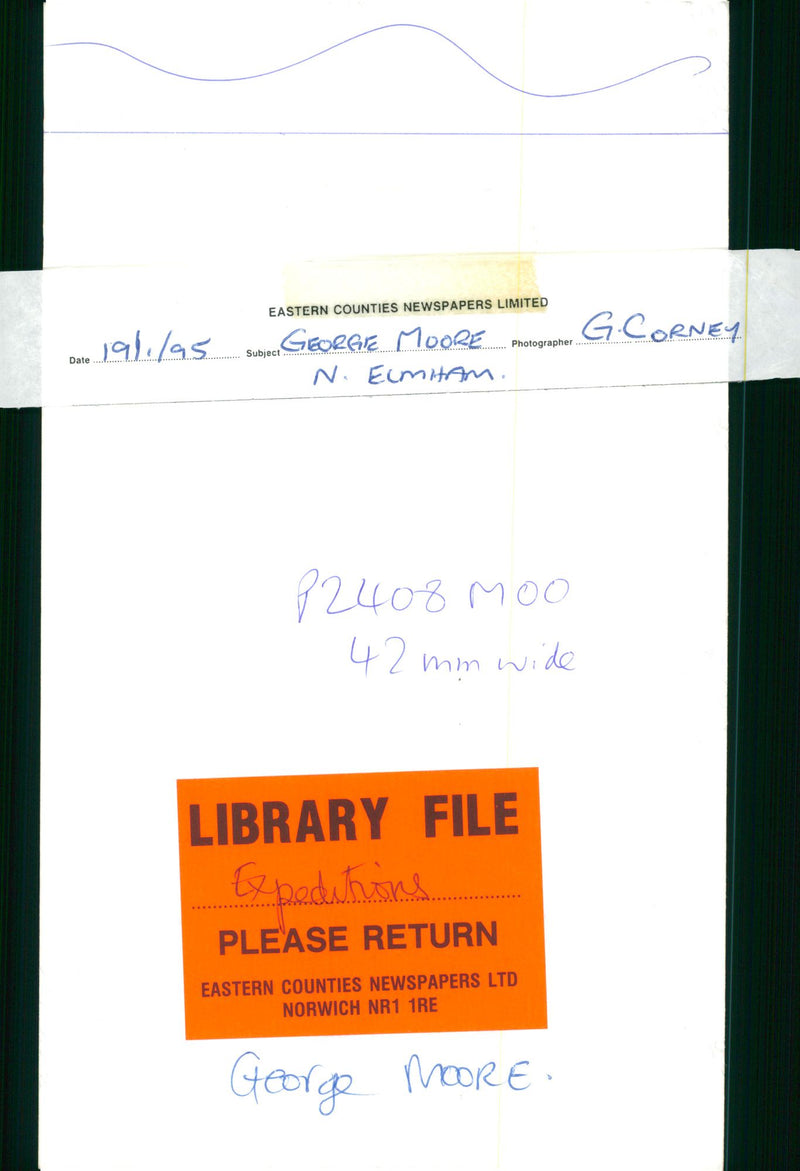 EASTERN COUNTIES NEWSPAPERS LIMITED
Date 19/1/95 Subject GEORGE MOORE Photographer G. CORNEY
N. ELMHAM.
P2408 MOO
42 mm wide
LIBRARY FILE
Expeditions
PLEASE RETURN
EASTERN COUNTIES NEWSPAPERS LTD
NORWICH NR1 1RE
George MOORE.